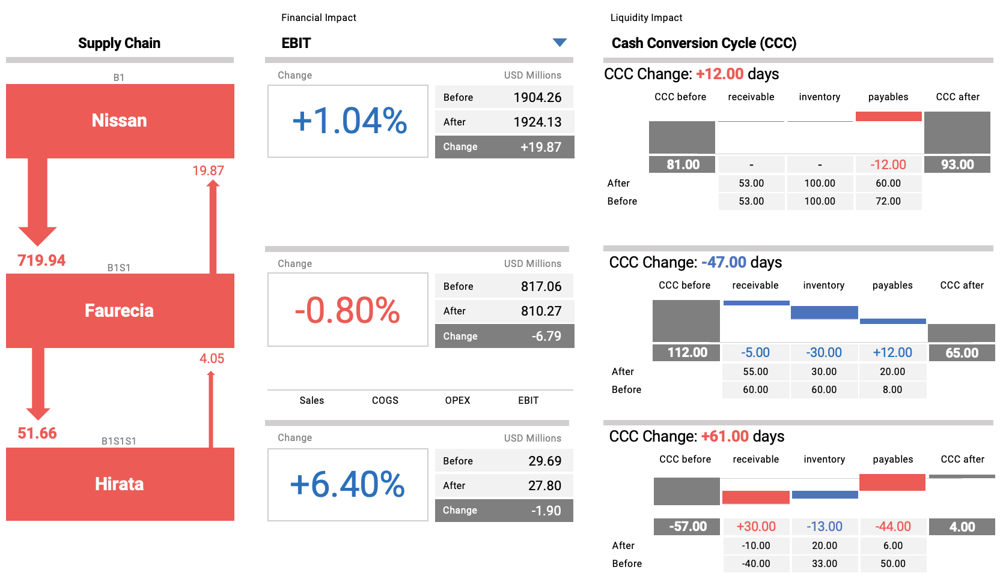 Supply Chain
B1
Nissan
19.87
719.94
B1S1
Faurecia
4.05
51.66
B1S1S1
Hirata
Financial Impact
EBIT
Change
USD Millions
+1.04%
Before 1904.26
After 1924.13
Change +19.87
Change
USD Millions
-0.80%
Before 817.06
After 810.27
Change -6.79
Sales COGS OPEX EBIT
Change
USD Millions
+6.40%
Before 29.69
After 27.80
Change -1.90
Liquidity Impact
Cash Conversion Cycle (CCC)
CCC Change: +12.00 days
CCC before receivable inventory payables CCC after
81.00 - - -12.00 93.00
After 53.00 100.00 60.00
Before 53.00 100.00 72.00
CCC Change: -47.00 days
CCC before receivable inventory payables CCC after
112.00 -5.00 -30.00 +12.00 65.00
After 55.00 30.00 20.00
Before 60.00 60.00 8.00
CCC Change: +61.00 days
CCC before receivable inventory payables CCC after
-57.00 +30.00 -13.00 -44.00 4.00
After -10.00 20.00 6.00
Before -40.00 33.00 50.00